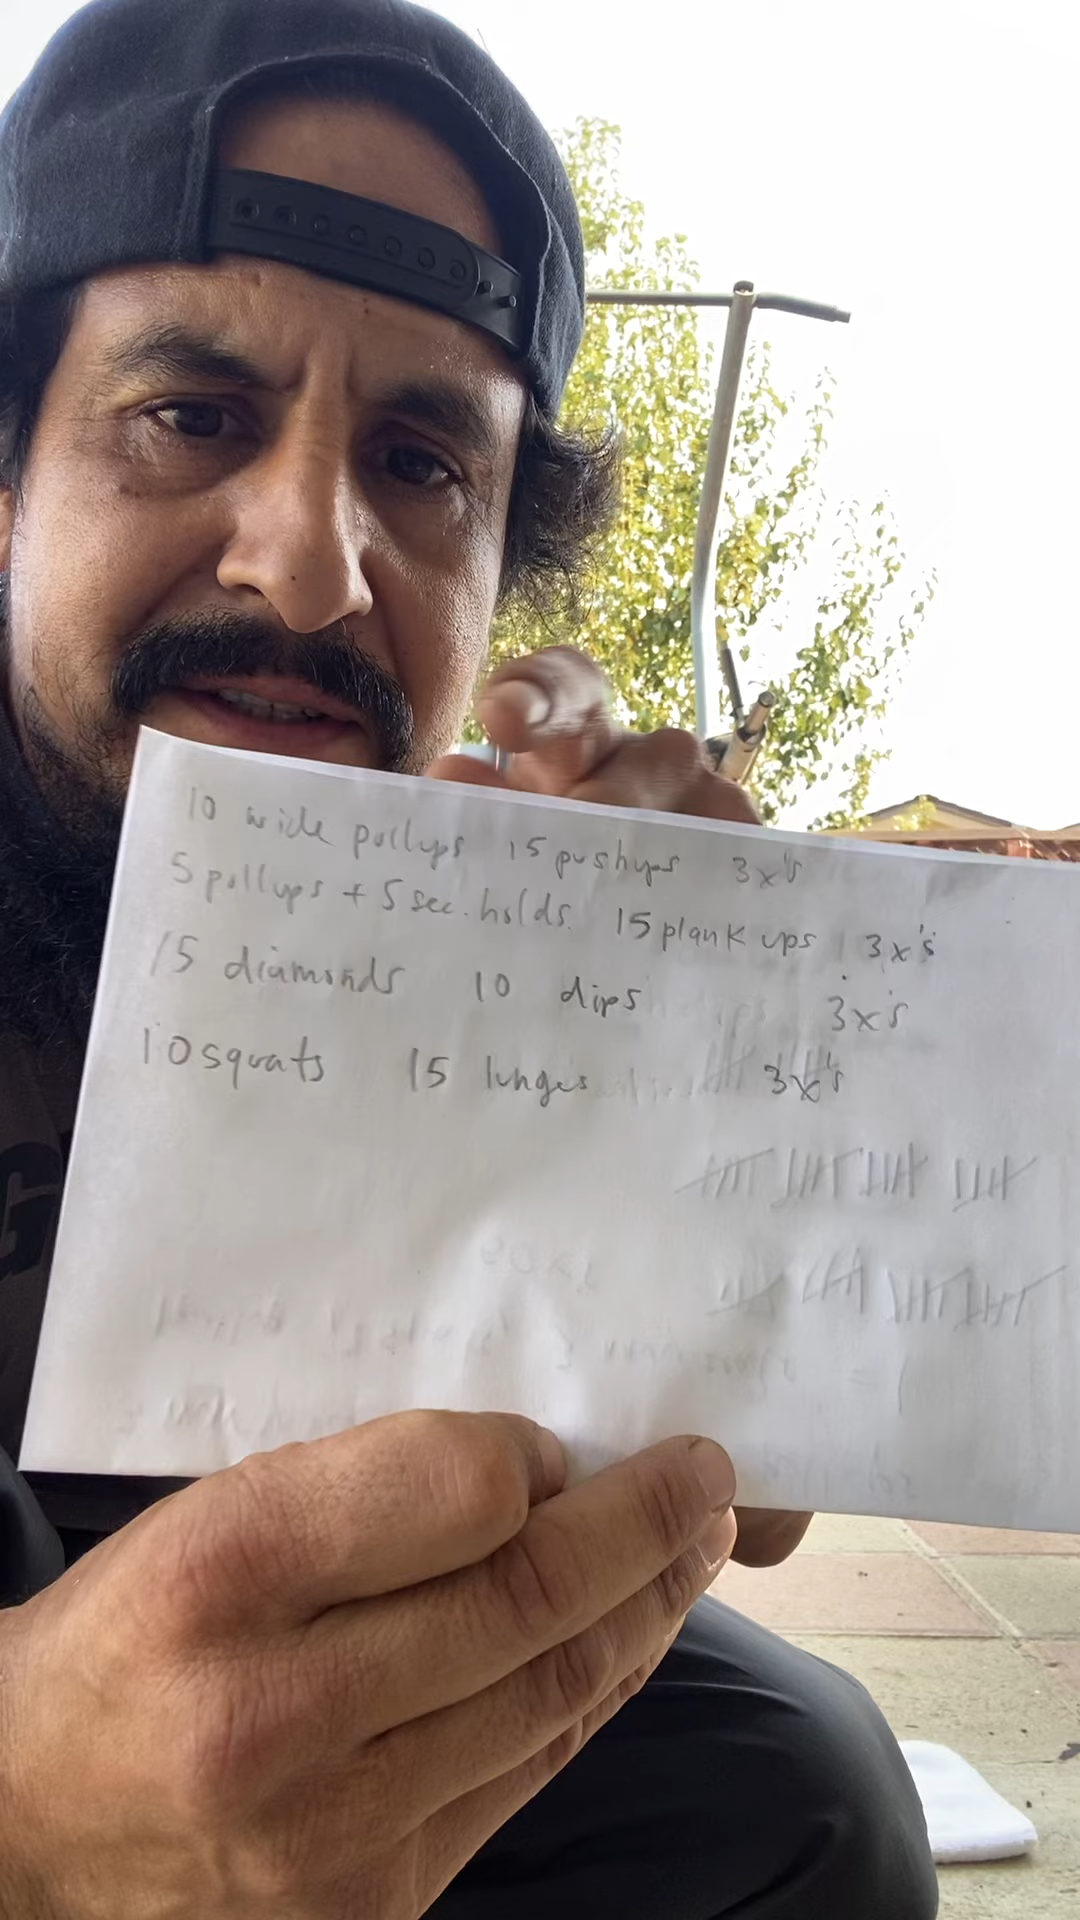 10 wide pullups 15 pushups 3x's
5 pullups + 5 sec. holds. 15 plank ups 3x's
15 diamonds 10 dips 3x's
10 squats 15 lunges 3x's